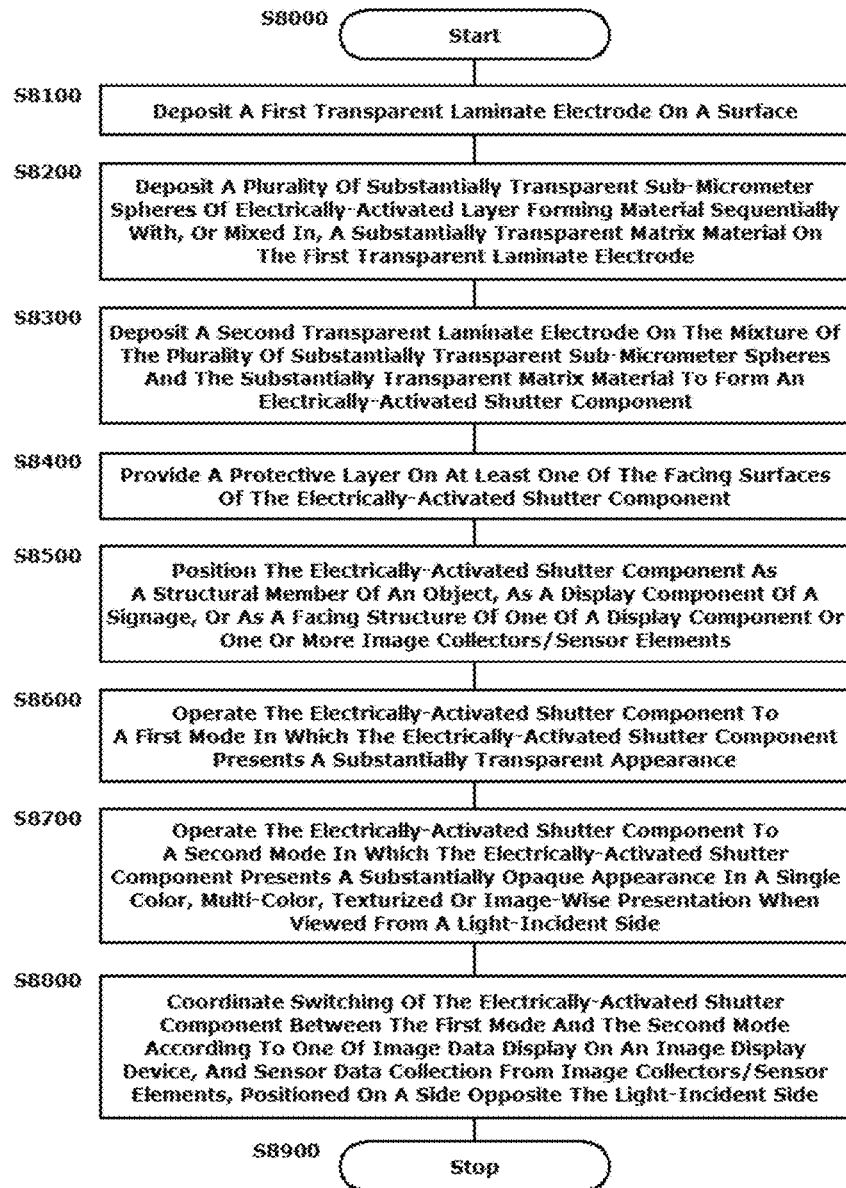 S8000
Start
S8100
Deposit A First Transparent Laminate Electrode On A Surface
S8200
Deposit A Plurality Of Substantially Transparent Sub-Micrometer
Spheres Of Electrically-Activated Layer Forming Material Sequentially
With, Or Mixed In, A Substantially Transparent Matrix Material On
The First Transparent Laminate Electrode
S8300
Deposit A Second Transparent Laminate Electrode On The Mixture Of
The Plurality Of Substantially Transparent Sub-Micrometer Spheres
And The Substantially Transparent Matrix Material To Form An
Electrically-Activated Shutter Component
S8400
Provide A Protective Layer On At Least One Of The Facing Surfaces
Of The Electrically-Activated Shutter Component
S8500
Position The Electrically-Activated Shutter Component As
A Structural Member Of An Object, As A Display Component Of A
Signage, Or As A Facing Structure Of One Of A Display Component Or
One Or More Image Collectors/Sensor Elements
S8600
Operate The Electrically-Activated Shutter Component To
A First Mode In Which The Electrically-Activated Shutter Component
Presents A Substantially Transparent Appearance
S8700
Operate The Electrically-Activated Shutter Component To
A Second Mode In Which The Electrically-Activated Shutter
Component Presents A Substantially Opaque Appearance In A Single
Color, Multi-Color, Texturized Or Image-Wise Presentation When
Viewed From A Light-Incident Side
S8800
Coordinate Switching Of The Electrically-Activated Shutter
Component Between The First Mode And The Second Mode
According To One Of Image Data Display On An Image Display
Device, And Sensor Data Collection From Image Collectors/Sensor
Elements, Positioned On A Side Opposite The Light-Incident Side
S8900
Stop